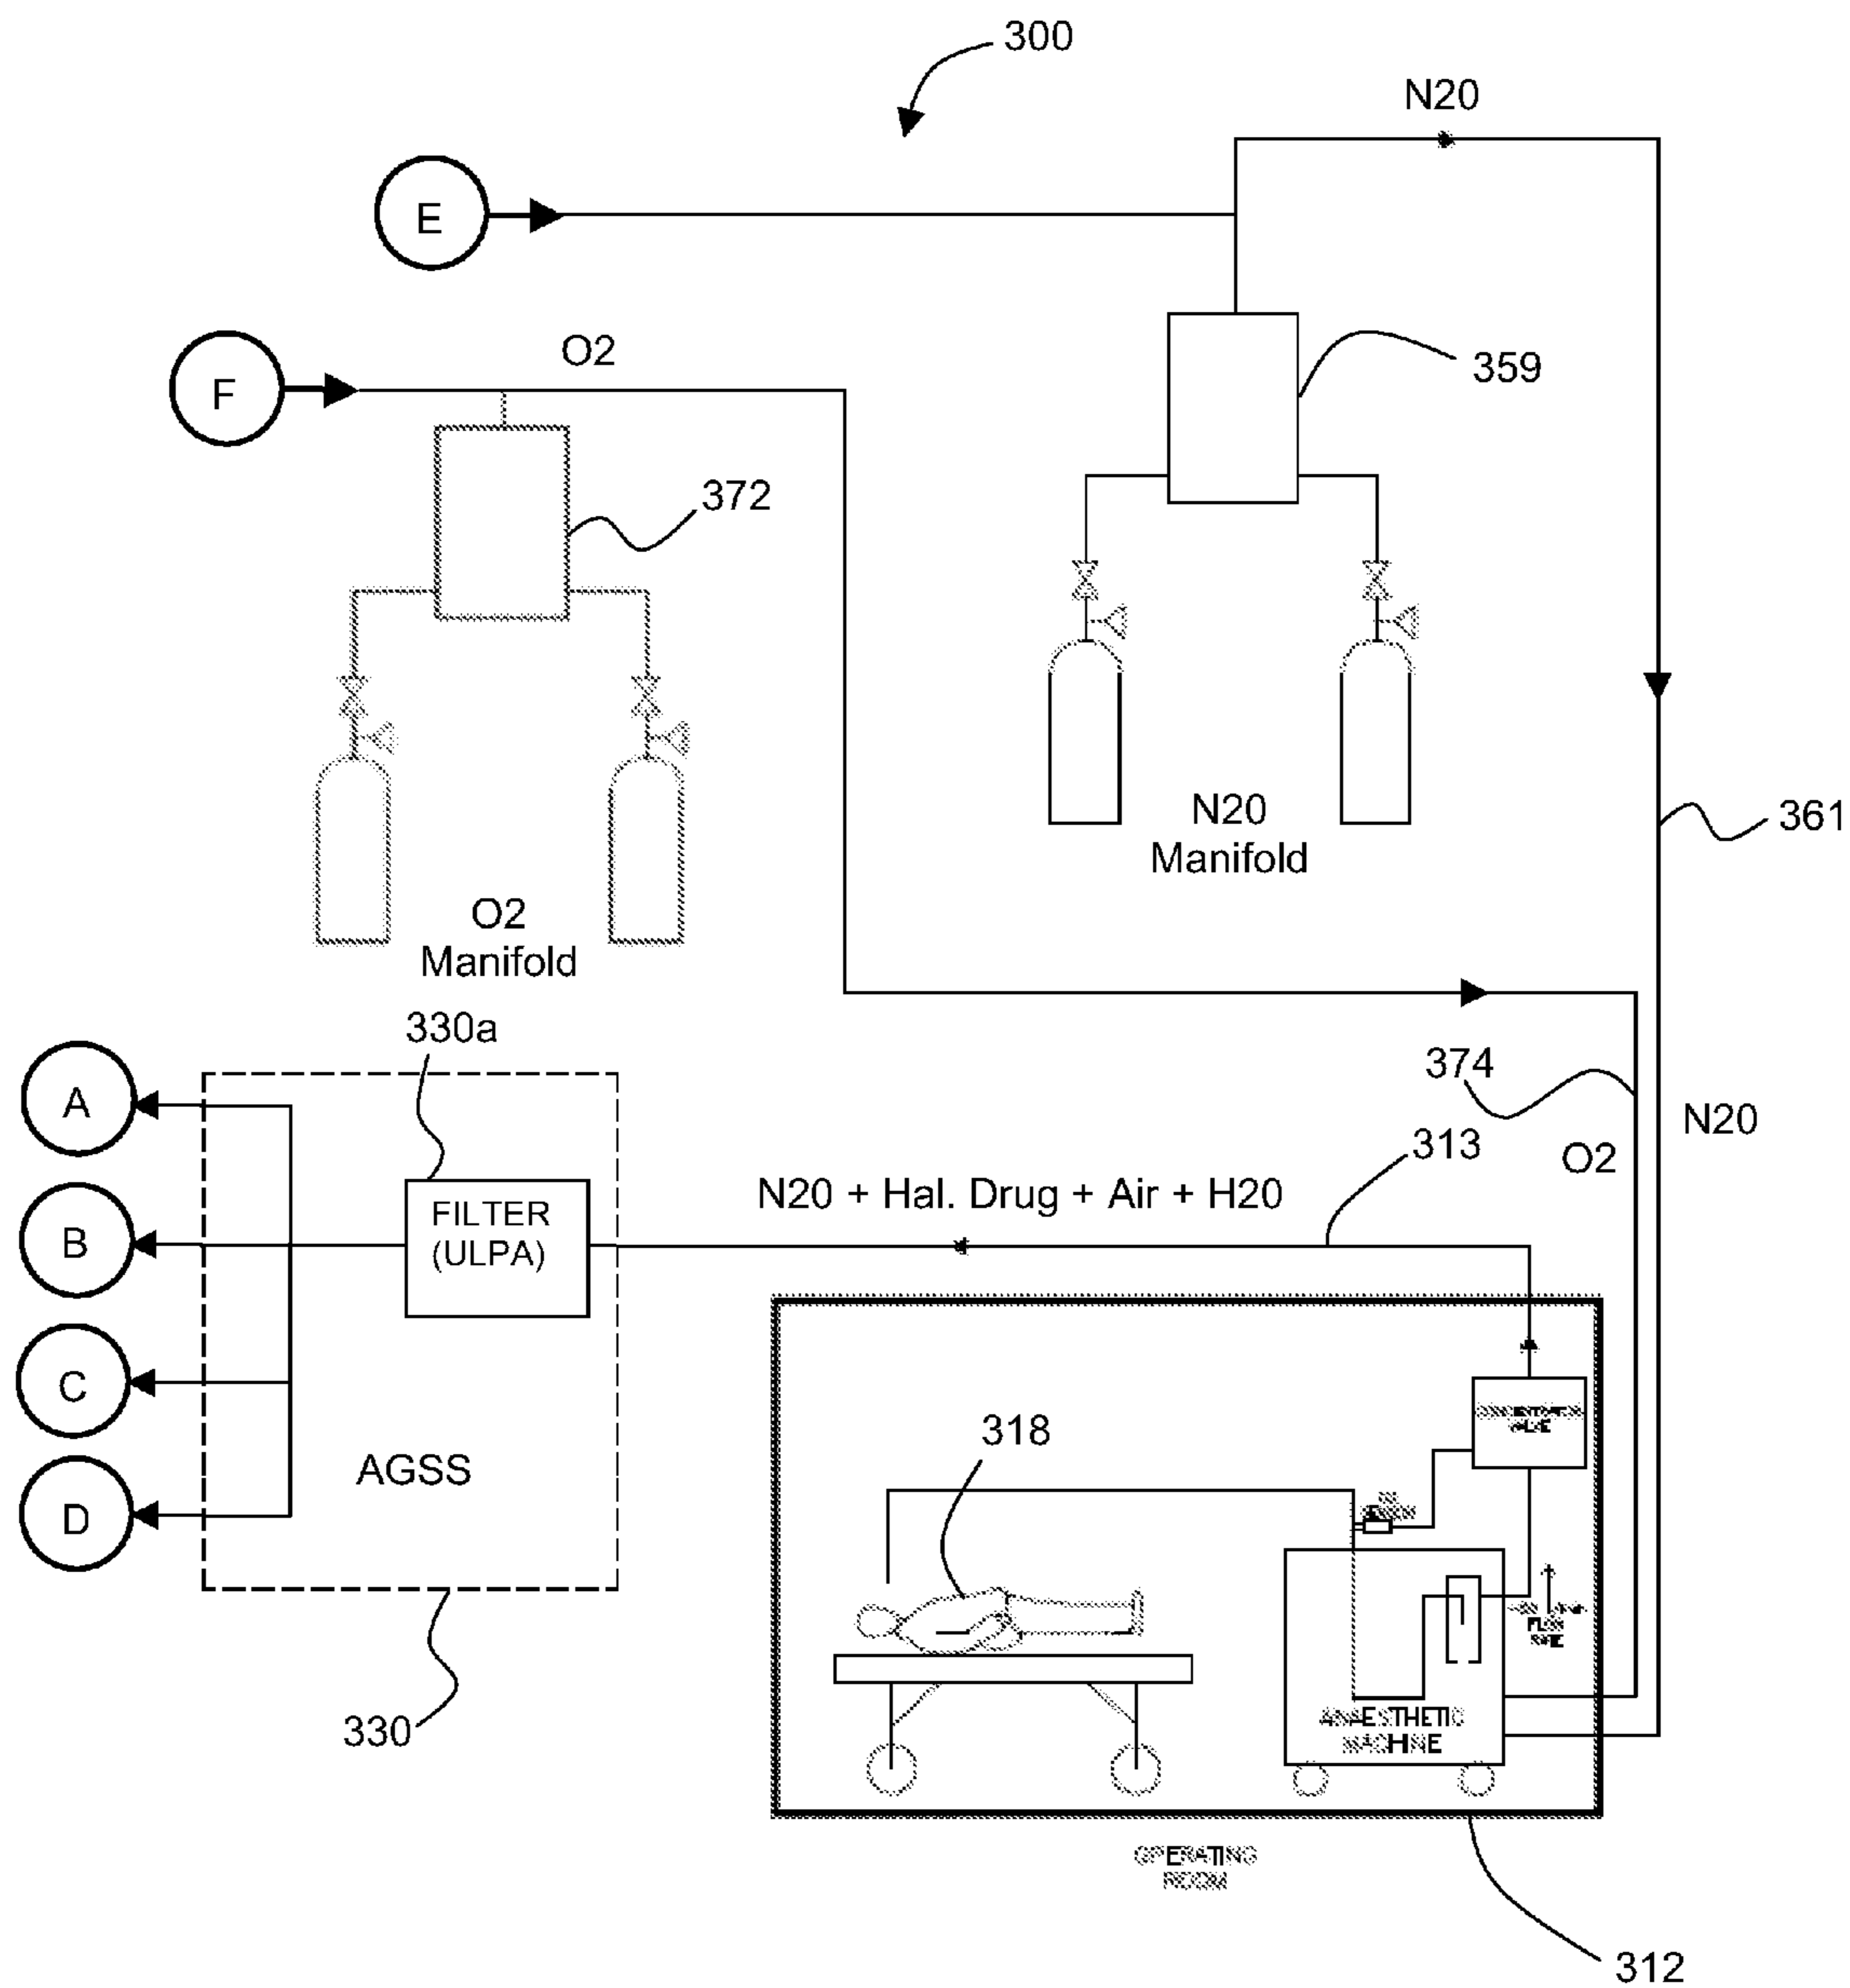 300
N20
E
O2
359
F
372
361
N20
Manifold
O2
Manifold
330a
374
A
N20
313
O2
N20 + Hal. Drug + Air + H20
FILTER
(ULPA)
B
C
318
AGSS
D
ANAESTHETIC
MACHINE
330
OPERATING
ROOM
312